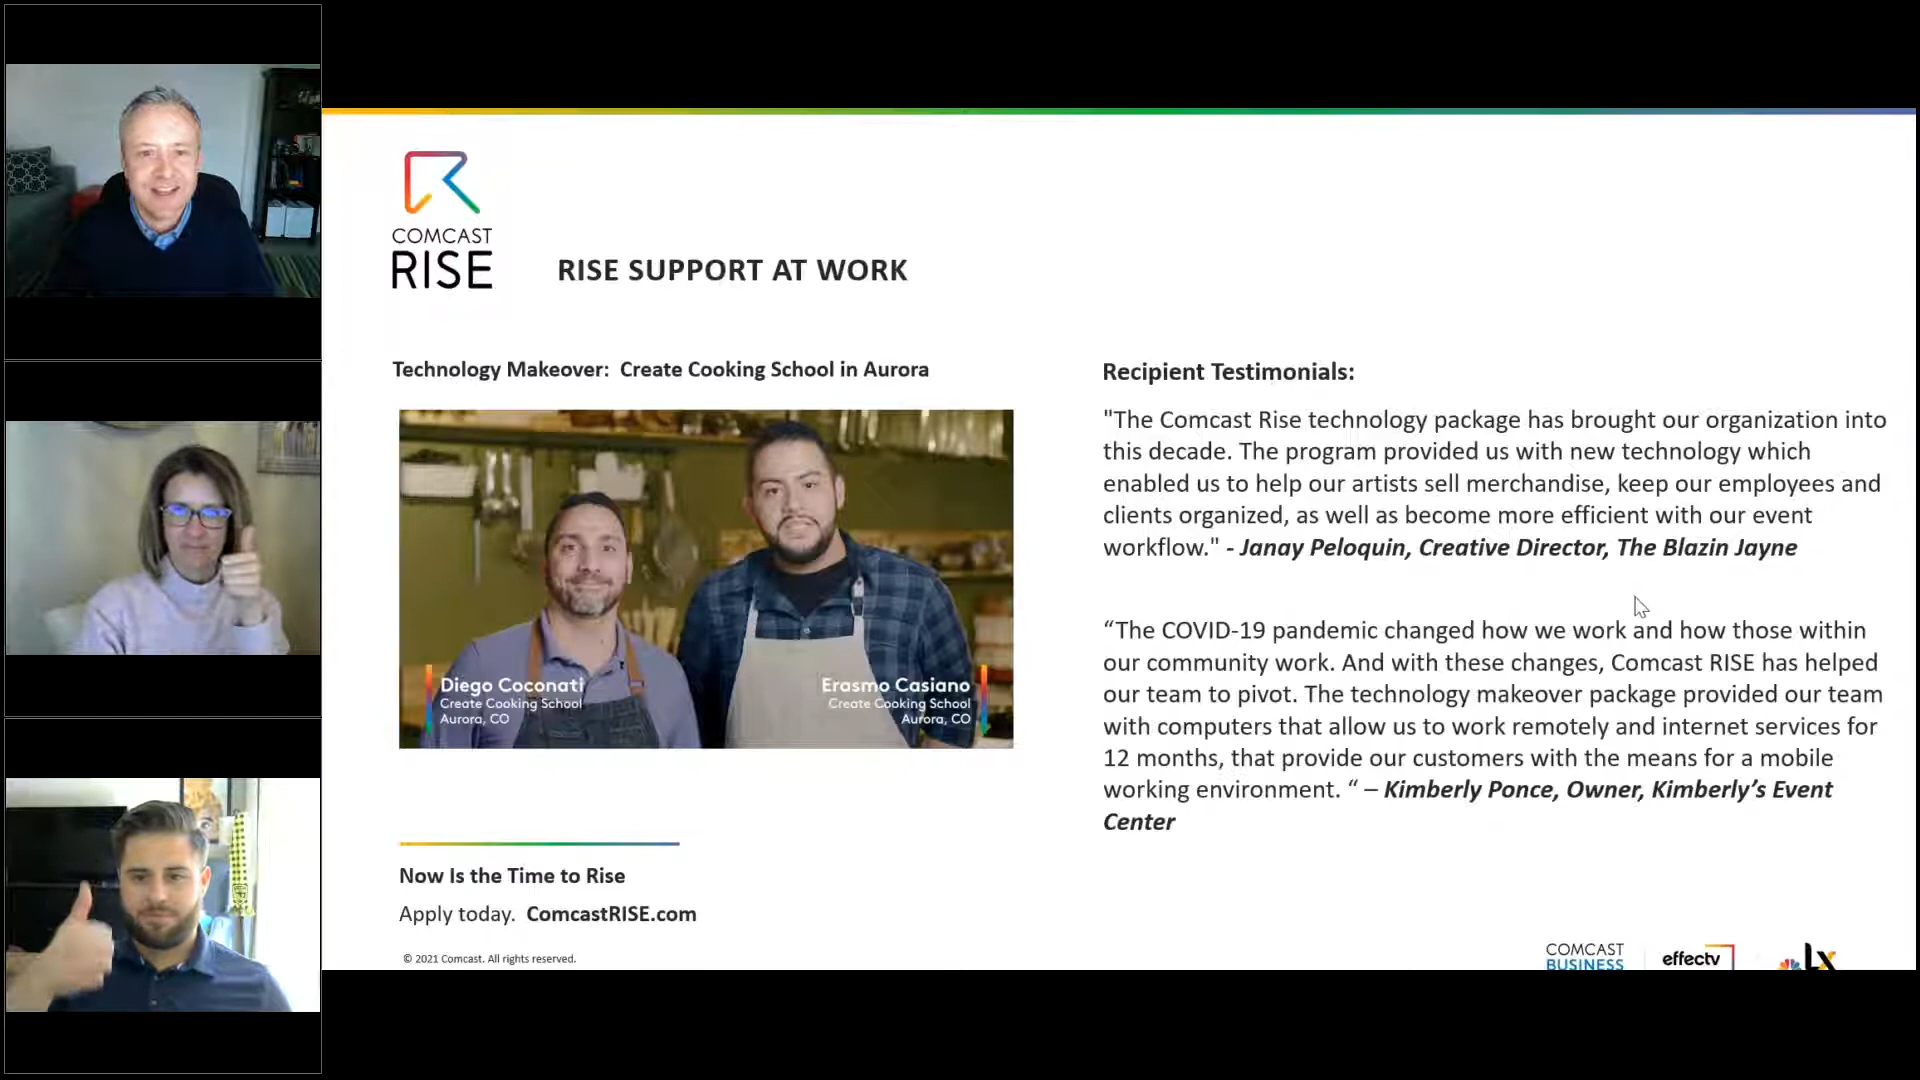 COMCAST
RISE
RISE SUPPORT AT WORK
Technology Makeover:  Create Cooking School in Aurora
Diego Coconati
Create Cooking School
Aurora, CO
Erasmo Casiano
Create Cooking School
Aurora, CO
Now Is the Time to Rise
Apply today.  ComcastRISE.com
© 2021 Comcast. All rights reserved.
Recipient Testimonials:
"The Comcast Rise technology package has brought our organization into
this decade. The program provided us with new technology which
enabled us to help our artists sell merchandise, keep our employees and
clients organized, as well as become more efficient with our event
workflow." - Janay Peloquin, Creative Director, The Blazin Jayne
“The COVID-19 pandemic changed how we work and how those within
our community work. And with these changes, Comcast RISE has helped
our team to pivot. The technology makeover package provided our team
with computers that allow us to work remotely and internet services for
12 months, that provide our customers with the means for a mobile
working environment. “ – Kimberly Ponce, Owner, Kimberly’s Event
Center
COMCAST
BUSINESS
effectv
LX